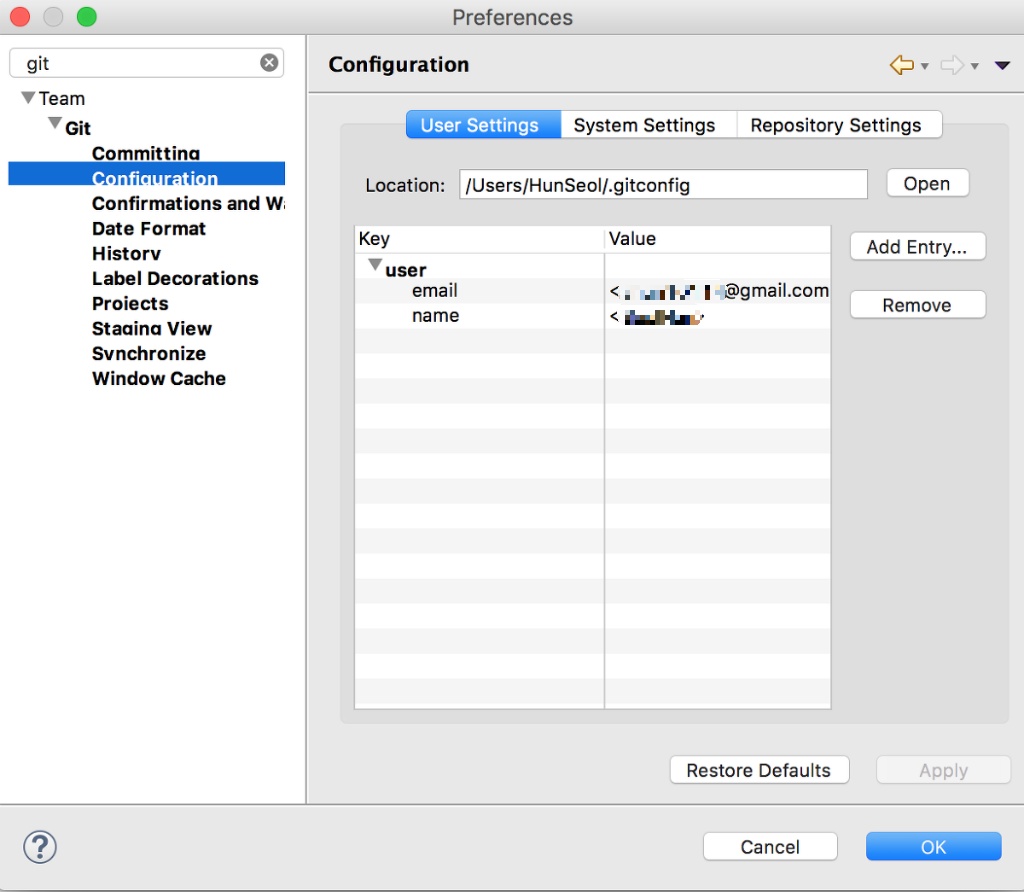 Preferences
git
Team
Git
Committing
Configuration
Confirmations and Wa
Date Format
History
Label Decorations
Projects
Staging View
Synchronize
Window Cache
Configuration
User Settings System Settings Repository Settings
Location: /Users/HunSeol/.gitconfig Open
Key Value
user
email < @gmail.com
name <
Add Entry...
Remove
Restore Defaults Apply
? Cancel OK